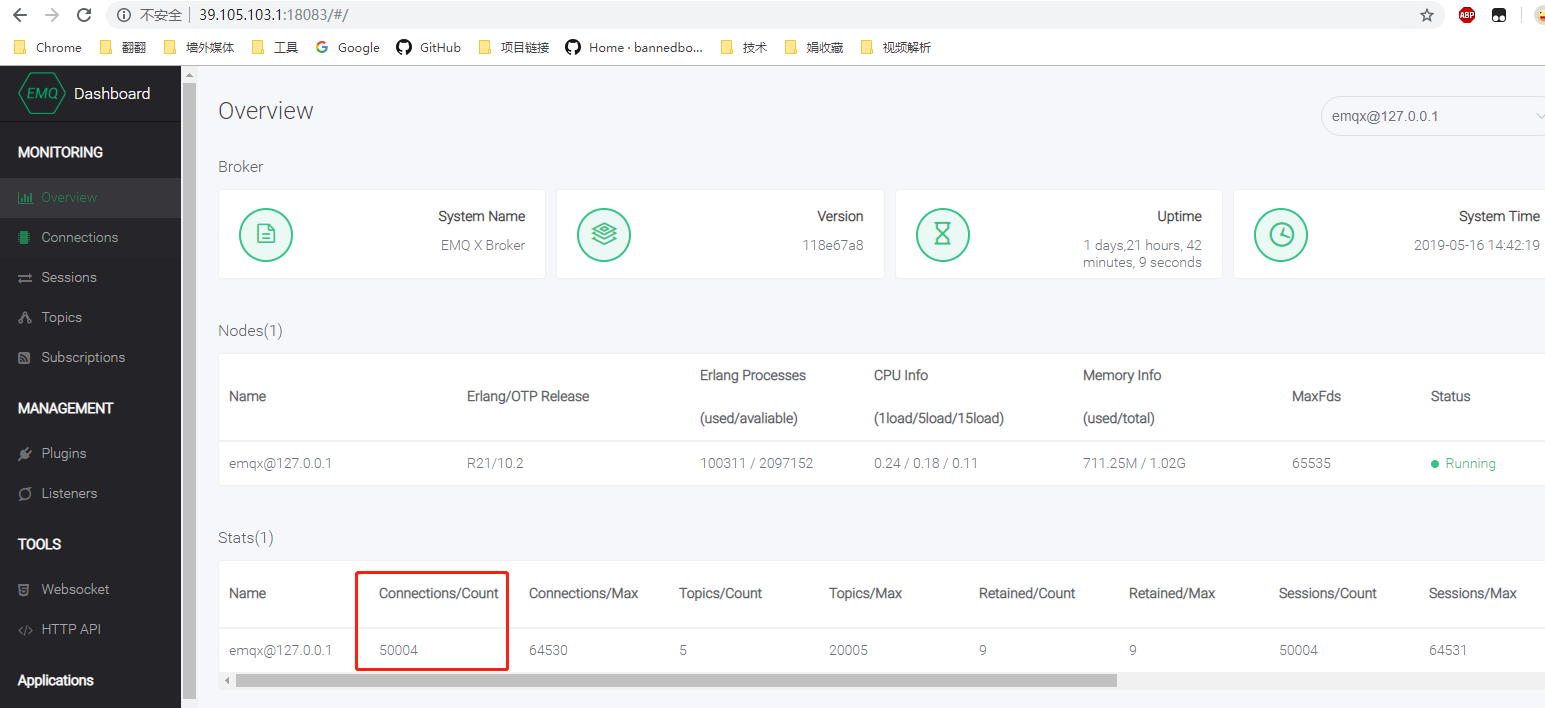 不安全 39.105.103.1:18083/#/
ABP
Chrome 翻翻 墙外媒体 工具 Google GitHub 项目链接 Home · bannedbo... 技术 娟收藏 视频解析
EMQ Dashboard
MONITORING
Overview
Connections
Sessions
Topics
Subscriptions
MANAGEMENT
Plugins
Listeners
TOOLS
Websocket
HTTP API
Applications
Overview
emqx@127.0.0.1
Broker
System Name
EMQ X Broker
Version
118e67a8
Uptime
1 days,21 hours, 42
minutes, 9 seconds
System Time
2019-05-16 14:42:19
Nodes(1)
Name Erlang/OTP Release Erlang Processes (used/avaliable) CPU Info (1load/5load/15load) Memory Info (used/total) MaxFds Status
emqx@127.0.0.1 R21/10.2 100311 / 2097152 0.24 / 0.18 / 0.11 711.25M / 1.02G 65535 Running
Stats(1)
Name Connections/Count Connections/Max Topics/Count Topics/Max Retained/Count Retained/Max Sessions/Count Sessions/Max
emqx@127.0.0.1 50004 64530 5 20005 9 9 50004 64531